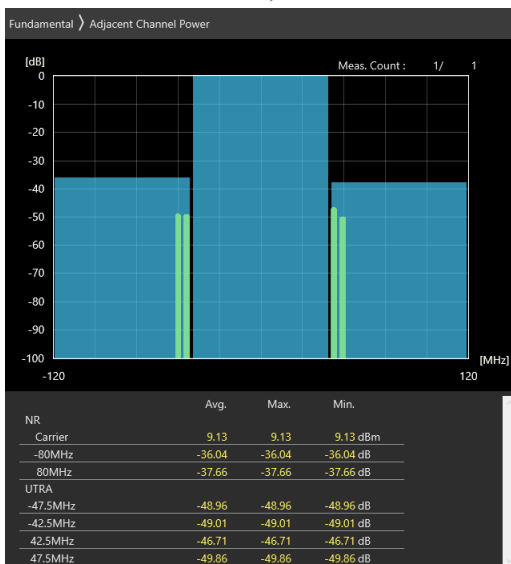 Fundamental 〉 Adjacent Channel Power
[dB] Meas. Count : 1/ 1
0
-10
-20
-30
-40
-50
-60
-70
-80
-90
-100 [MHz]
-120 120
Avg. Max. Min.
NR
Carrier 9.13 9.13 9.13 dBm
-80MHz -36.04 -36.04 -36.04 dB
80MHz -37.66 -37.66 -37.66 dB
UTRA
-47.5MHz -48.96 -48.96 -48.96 dB
-42.5MHz -49.01 -49.01 -49.01 dB
42.5MHz -46.71 -46.71 -46.71 dB
47.5MHz -49.86 -49.86 -49.86 dB